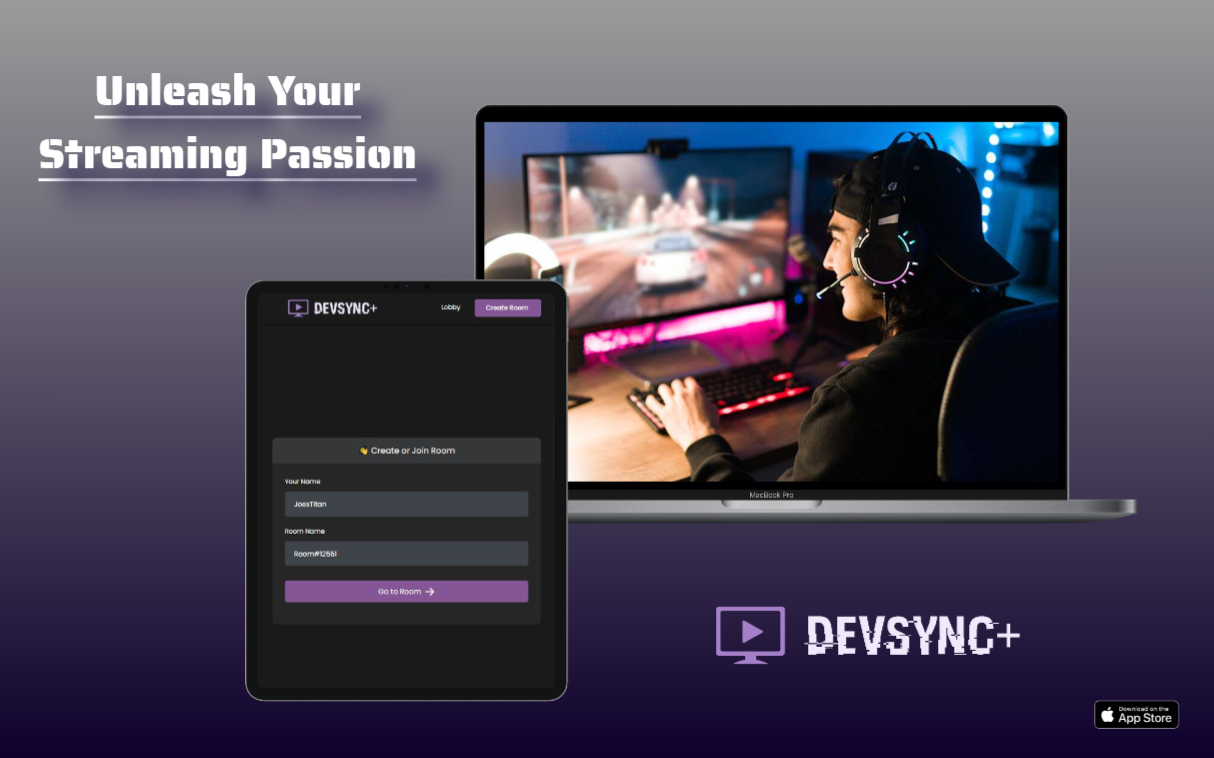 Unleash Your
Streaming Passion
DEVSYNC+
Lobby
Create Room
👋 Create or Join Room
Your Name
JoexTitan
Room Name
Room#12561
Go to Room →
MacBook Pro
DEVSYNC+
Download on the
App Store